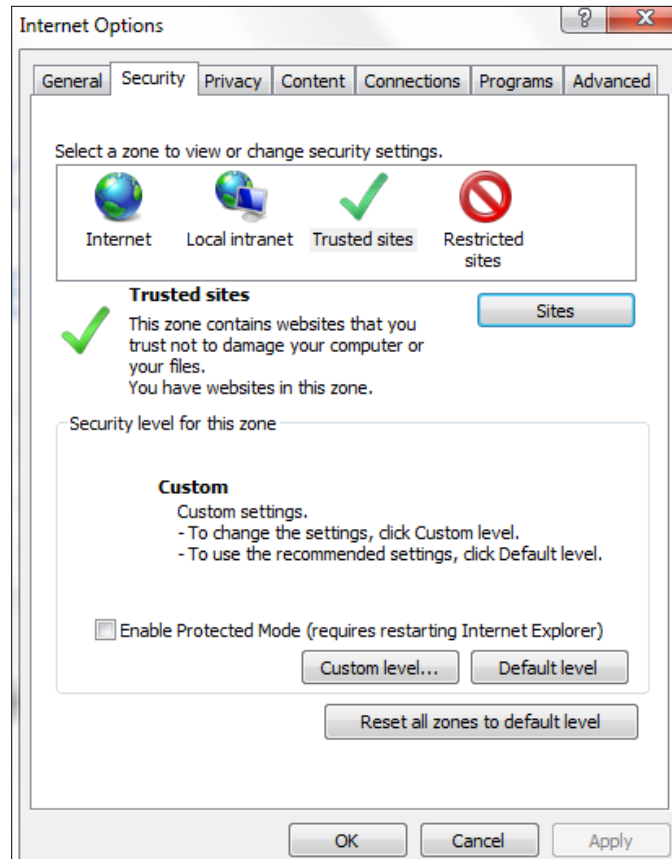 Internet Options
?
X
General Security Privacy Content Connections Programs Advanced
Select a zone to view or change security settings.
Internet Local intranet Trusted sites Restricted
sites
Trusted sites
Sites
This zone contains websites that you
trust not to damage your computer or
your files.
You have websites in this zone.
Security level for this zone
Custom
Custom settings.
- To change the settings, click Custom level.
- To use the recommended settings, click Default level.
Enable Protected Mode (requires restarting Internet Explorer)
Custom level... Default level
Reset all zones to default level
OK Cancel Apply